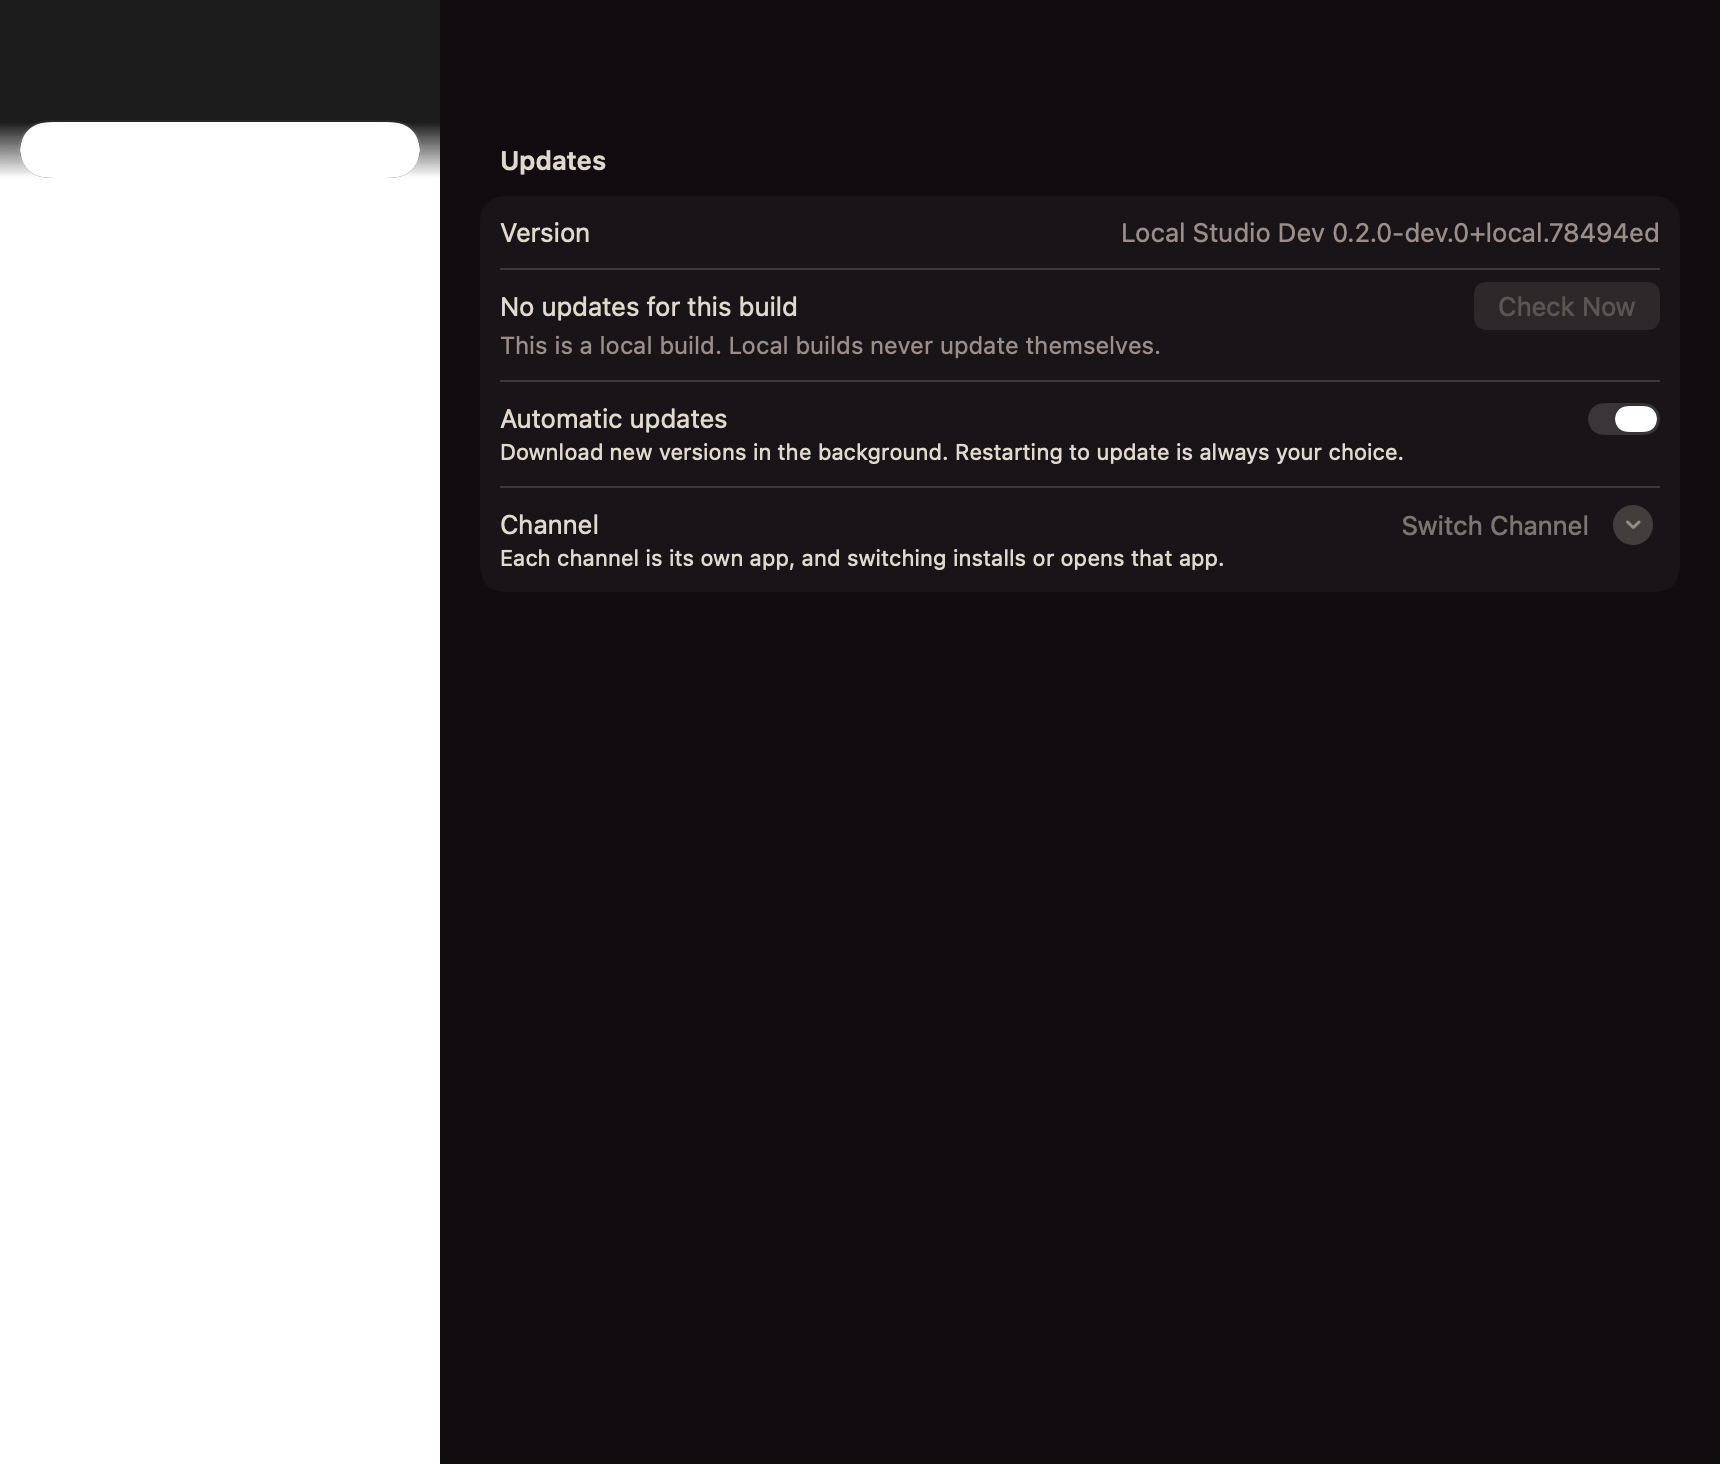 Updates
Version
Local Studio Dev 0.2.0-dev.0+local.78494ed
No updates for this build
Check Now
This is a local build. Local builds never update themselves.
Automatic updates
Download new versions in the background. Restarting to update is always your choice.
Channel
Switch Channel
Each channel is its own app, and switching installs or opens that app.